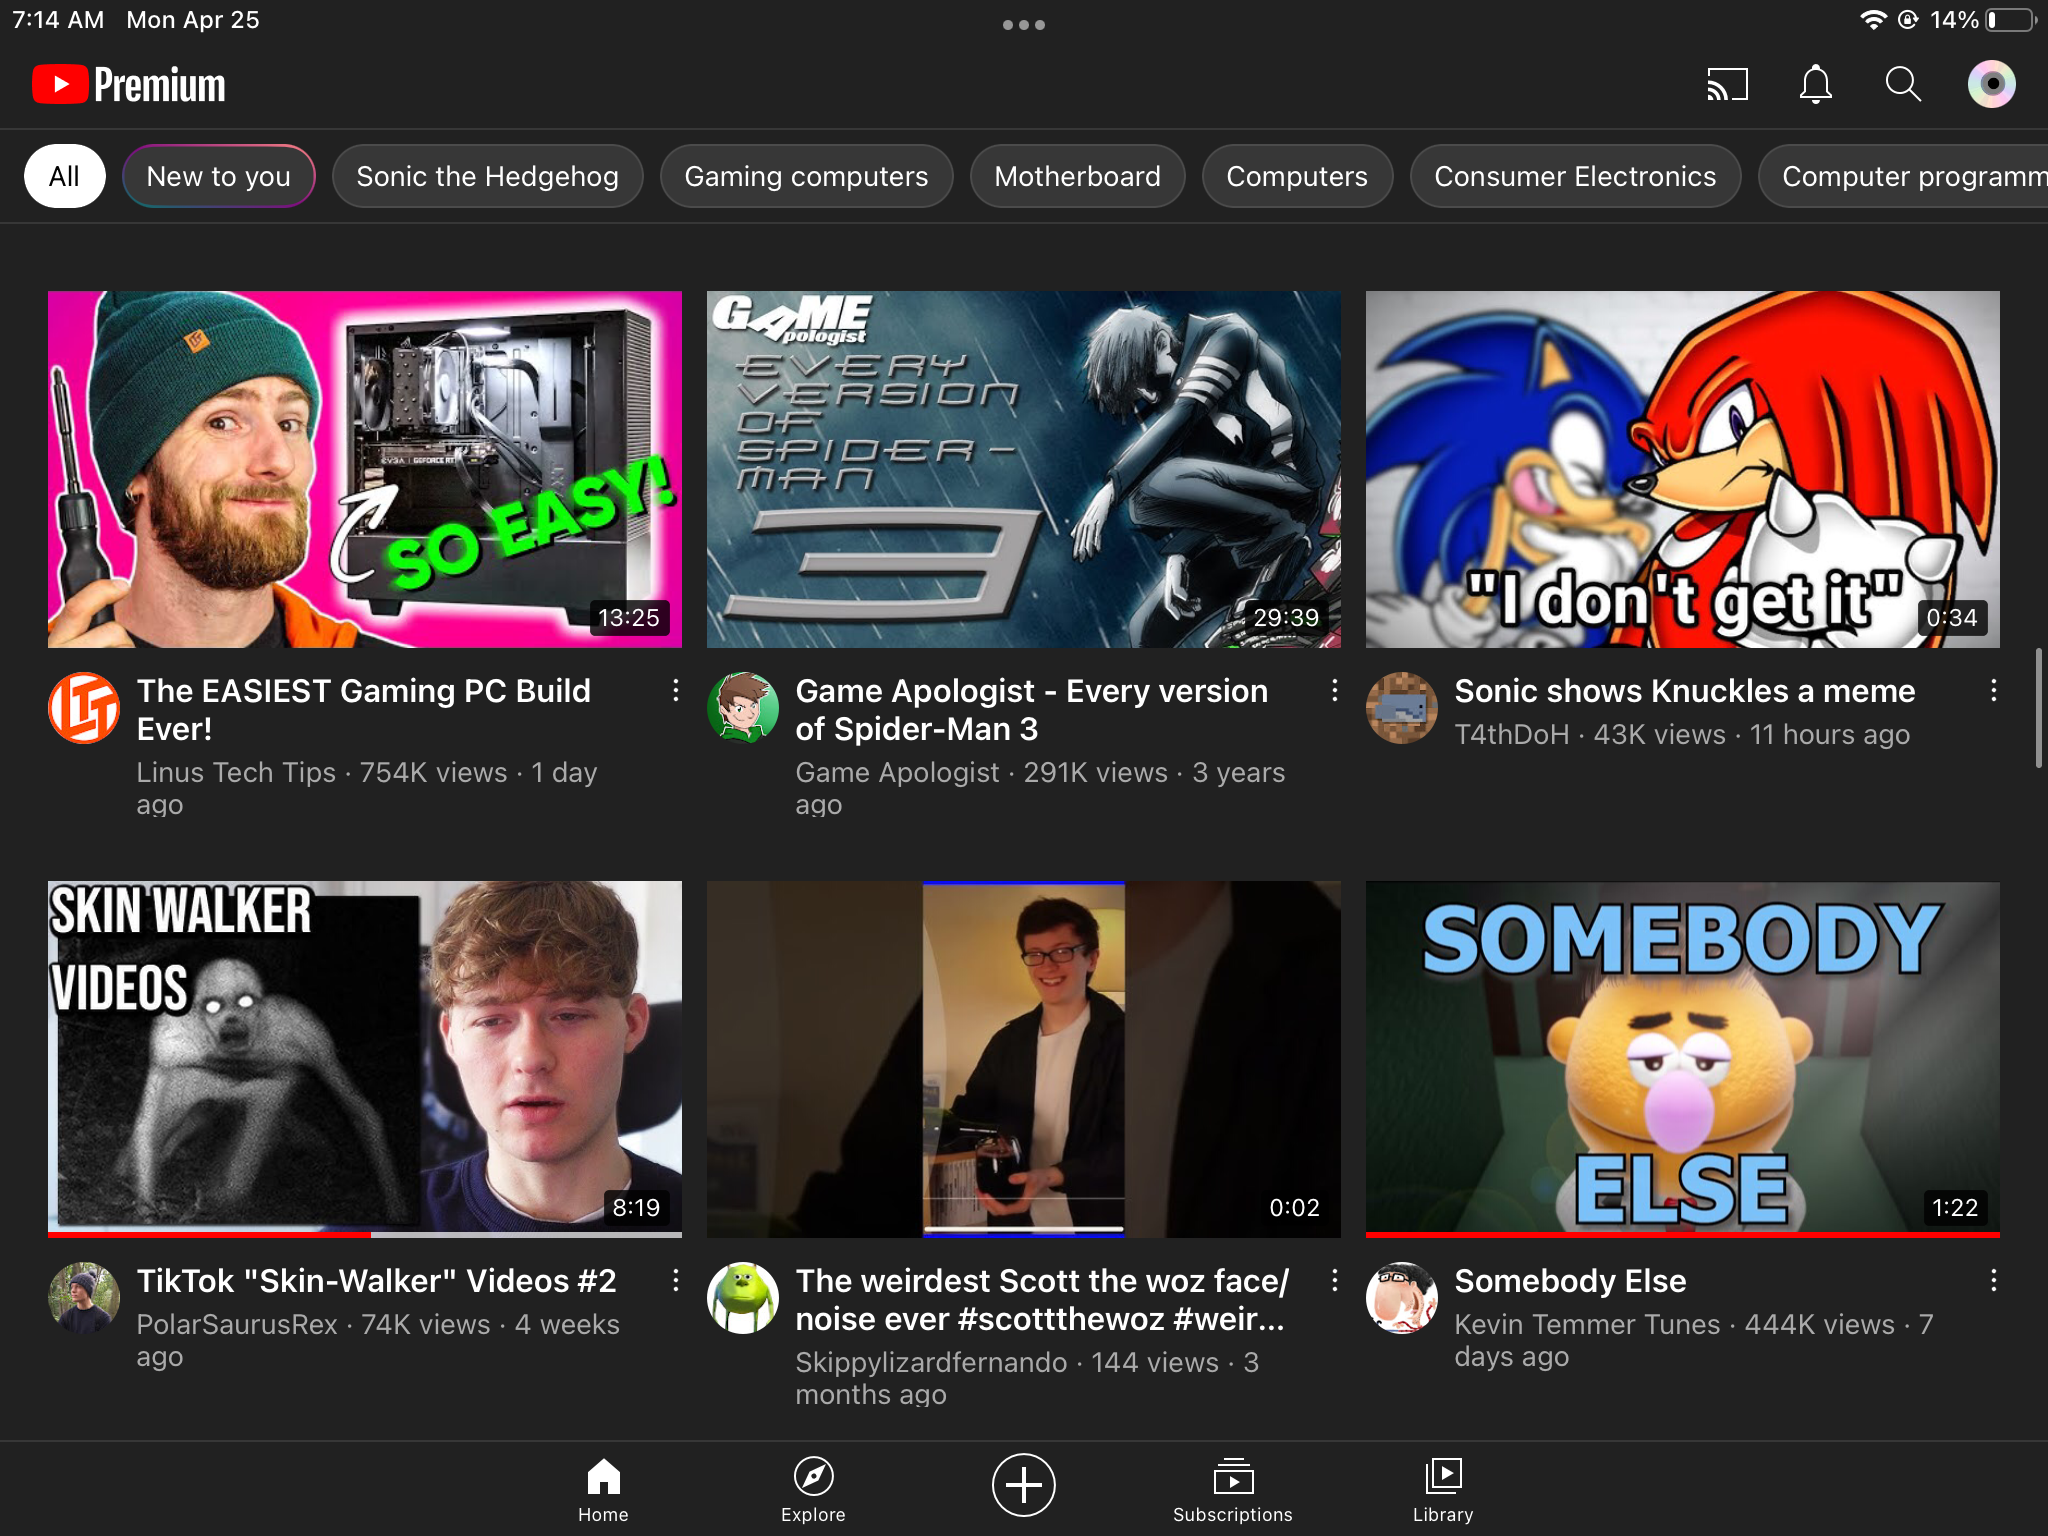 7:14 AM Mon Apr 25
14%
Premium
All
New to you
Sonic the Hedgehog
Gaming computers
Motherboard
Computers
Consumer Electronics
Computer programm
EVGA GEFORCE RTX
SO EASY!
13:25
GAME
Apologist
EVERY
VERSION
OF
SPIDER-
MAN
3
29:39
"I don't get it"
0:34
LTT
The EASIEST Gaming PC Build
Ever!
Linus Tech Tips · 754K views · 1 day
ago
Game Apologist - Every version
of Spider-Man 3
Game Apologist · 291K views · 3 years
ago
Sonic shows Knuckles a meme
T4thDoH · 43K views · 11 hours ago
SKIN WALKER
VIDEOS
8:19
0:02
SOMEBODY
ELSE
1:22
TikTok "Skin-Walker" Videos #2
PolarSaurusRex · 74K views · 4 weeks
ago
The weirdest Scott the woz face/
noise ever #scottthewoz #weir...
Skippylizardfernando · 144 views · 3
months ago
Somebody Else
Kevin Temmer Tunes · 444K views · 7
days ago
Home
Explore
Subscriptions
Library